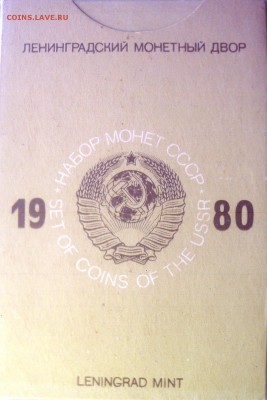 COINS.LAVE.RU
ЛЕНИНГРАДСКИЙ МОНЕТНЫЙ ДВОР
· НАБОР МОНЕТ СССР ·
19 80
SET OF COINS OF THE USSR
LENINGRAD MINT